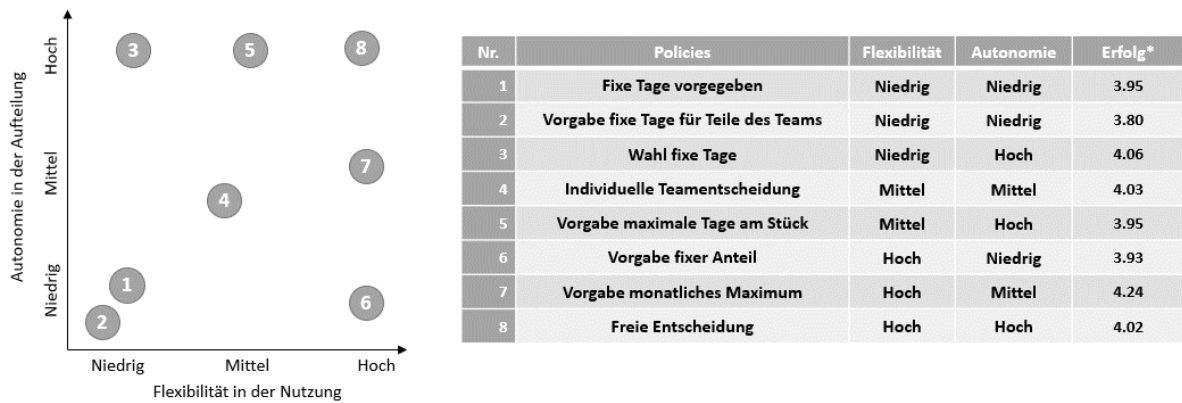 Autonomie in der Aufteilung
Hoch
Mittel
Niedrig
3
5
8
7
4
1
2
6
Niedrig Mittel Hoch
Flexibilität in der Nutzung
Nr. Policies Flexibilität Autonomie Erfolg*
1 Fixe Tage vorgegeben Niedrig Niedrig 3.95
2 Vorgabe fixe Tage für Teile des Teams Niedrig Niedrig 3.80
3 Wahl fixe Tage Niedrig Hoch 4.06
4 Individuelle Teamentscheidung Mittel Mittel 4.03
5 Vorgabe maximale Tage am Stück Mittel Hoch 3.95
6 Vorgabe fixer Anteil Hoch Niedrig 3.93
7 Vorgabe monatliches Maximum Hoch Mittel 4.24
8 Freie Entscheidung Hoch Hoch 4.02